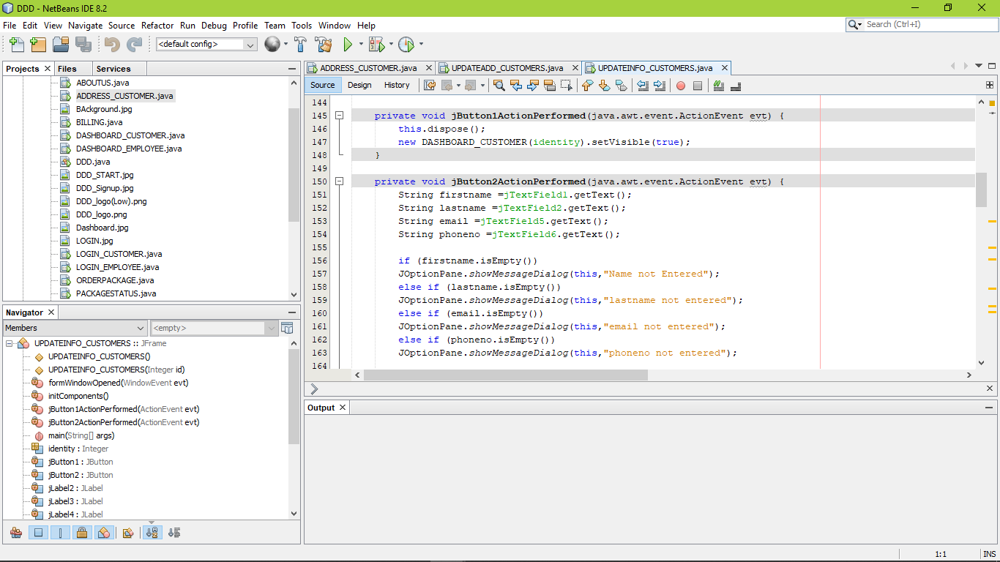 DDD - NetBeans IDE 8.2
File Edit View Navigate Source Refactor Run Debug Profile Team Tools Window Help
Search (Ctrl+I)
<default config>
Projects Files Services
ABOUTUS.java
ADDRESS_CUSTOMER.java
BAckground.jpg
BILLING.java
DASHBOARD_CUSTOMER.java
DASHBOARD_EMPLOYEE.java
DDD.java
DDD_START.jpg
DDD_Signup.jpg
DDD_logo(Low).png
DDD_logo.png
Dashboard.jpg
LOGIN.jpg
LOGIN_CUSTOMER.java
LOGIN_EMPLOYEE.java
ORDERPACKAGE.java
PACKAGESTATUS.java
Navigator
Members <empty>
UPDATEINFO_CUSTOMERS :: JFrame
UPDATEINFO_CUSTOMERS()
UPDATEINFO_CUSTOMERS(Integer id)
formWindowOpened(WindowEvent evt)
initComponents()
jButton1ActionPerformed(ActionEvent evt)
jButton2ActionPerformed(ActionEvent evt)
main(String[] args)
identity : Integer
jButton1 : JButton
jButton2 : JButton
jLabel2 : JLabel
jLabel3 : JLabel
jLabel4 : JLabel
ADDRESS_CUSTOMER.java UPDATEADD_CUSTOMERS.java UPDATEINFO_CUSTOMERS.java
Source Design History
144
145 private void jButton1ActionPerformed(java.awt.event.ActionEvent evt) {
146 this.dispose();
147 new DASHBOARD_CUSTOMER(identity).setVisible(true);
148 }
149
150 private void jButton2ActionPerformed(java.awt.event.ActionEvent evt) {
151 String firstname =jTextField1.getText();
152 String lastname =jTextField2.getText();
153 String email =jTextField5.getText();
154 String phoneno =jTextField6.getText();
155
156 if (firstname.isEmpty())
157 JOptionPane.showMessageDialog(this,"Name not Entered");
158 else if (lastname.isEmpty())
159 JOptionPane.showMessageDialog(this,"lastname not entered");
160 else if (email.isEmpty())
161 JOptionPane.showMessageDialog(this,"email not entered");
162 else if (phoneno.isEmpty())
163 JOptionPane.showMessageDialog(this,"phoneno not entered");
164
Output
1:1 INS